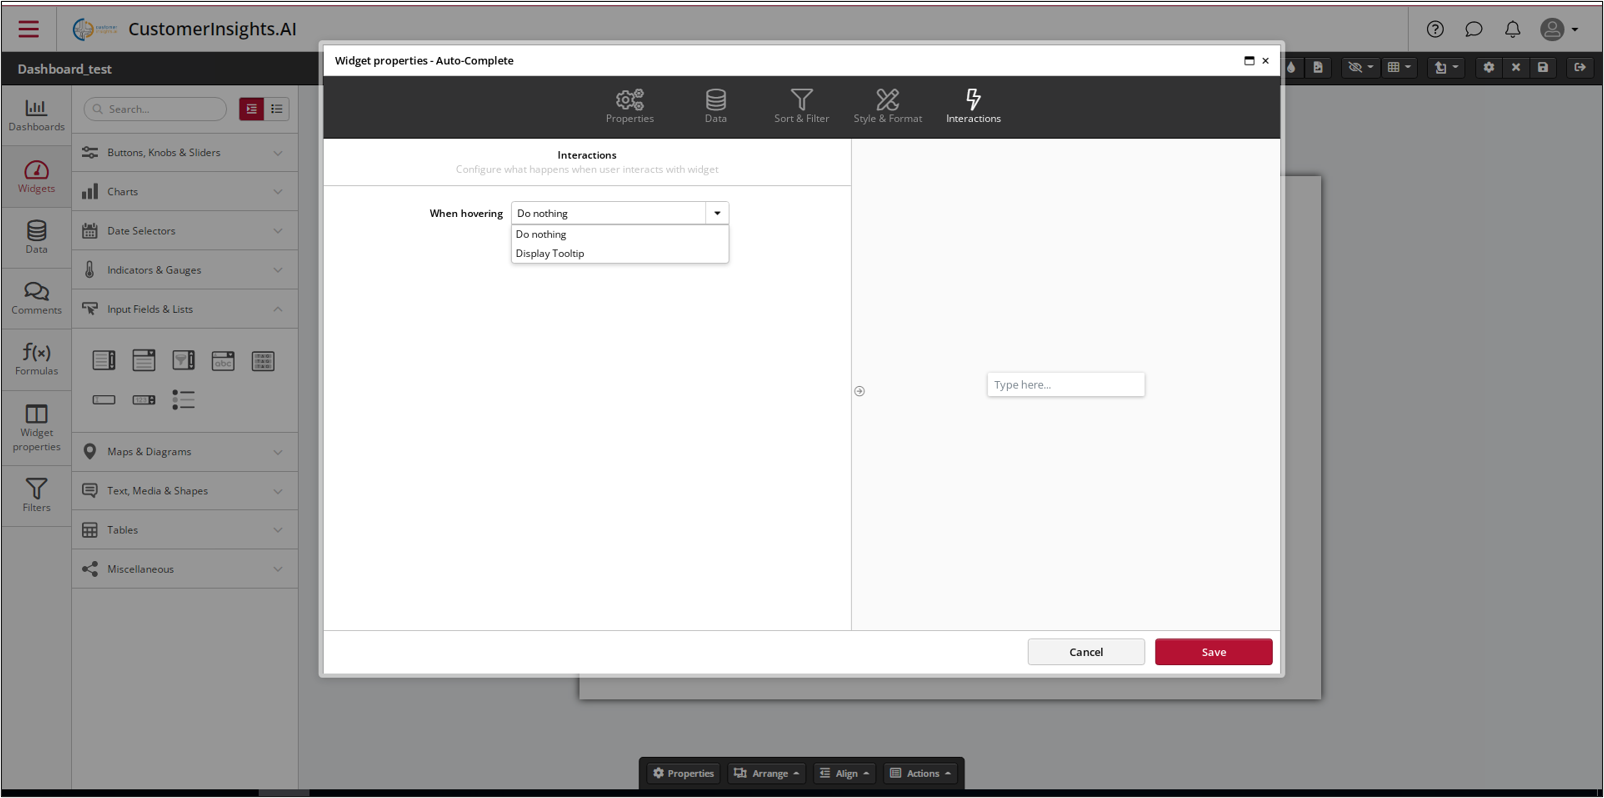 CustomerInsights.AI
Dashboard_test
Widget properties - Auto-Complete
Properties
Data
Sort & Filter
Style & Format
Interactions
Dashboards
Widgets
Data
Comments
Formulas
Widget
properties
Filters
Search...
Buttons, Knobs & Sliders
Charts
Date Selectors
Indicators & Gauges
Input Fields & Lists
abc
123
Maps & Diagrams
Text, Media & Shapes
Tables
Miscellaneous
Interactions
Configure what happens when user interacts with widget
When hovering
Do nothing
Do nothing
Display Tooltip
Type here...
Cancel
Save
Properties
Arrange
Align
Actions